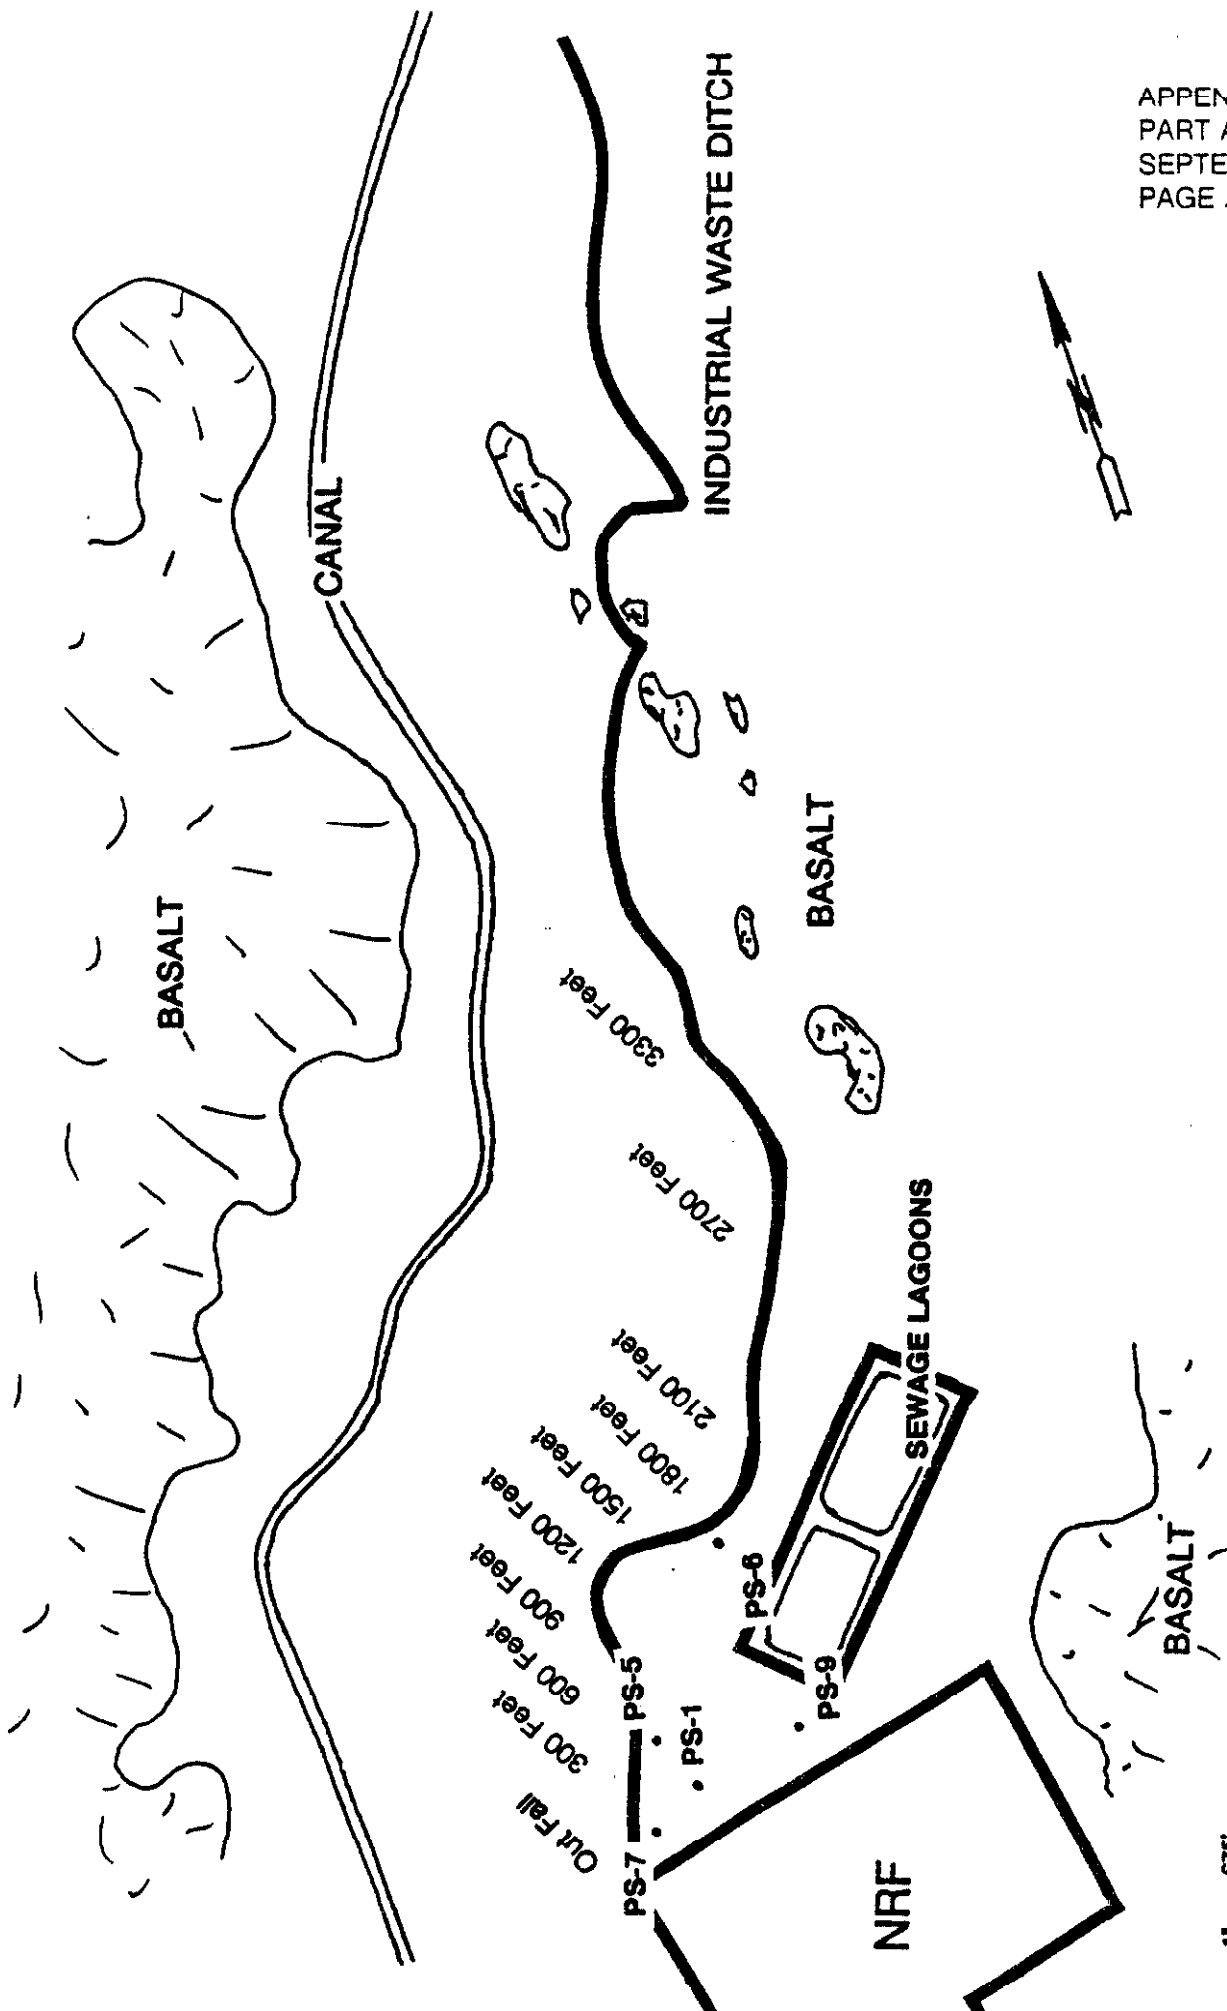 APPEN
PART A
SEPTE
PAGE
BASALT
CANAL
INDUSTRIAL WASTE DITCH
BASALT
3300 Feet
2700 Feet
2100 Feet
1800 Feet
1500 Feet
1200 Feet
900 Feet
600 Feet
300 Feet
Out Fall
SEWAGE LAGOONS
PS-6
PS-5
PS-9
PS-1
PS-7
NRF
BASALT
N